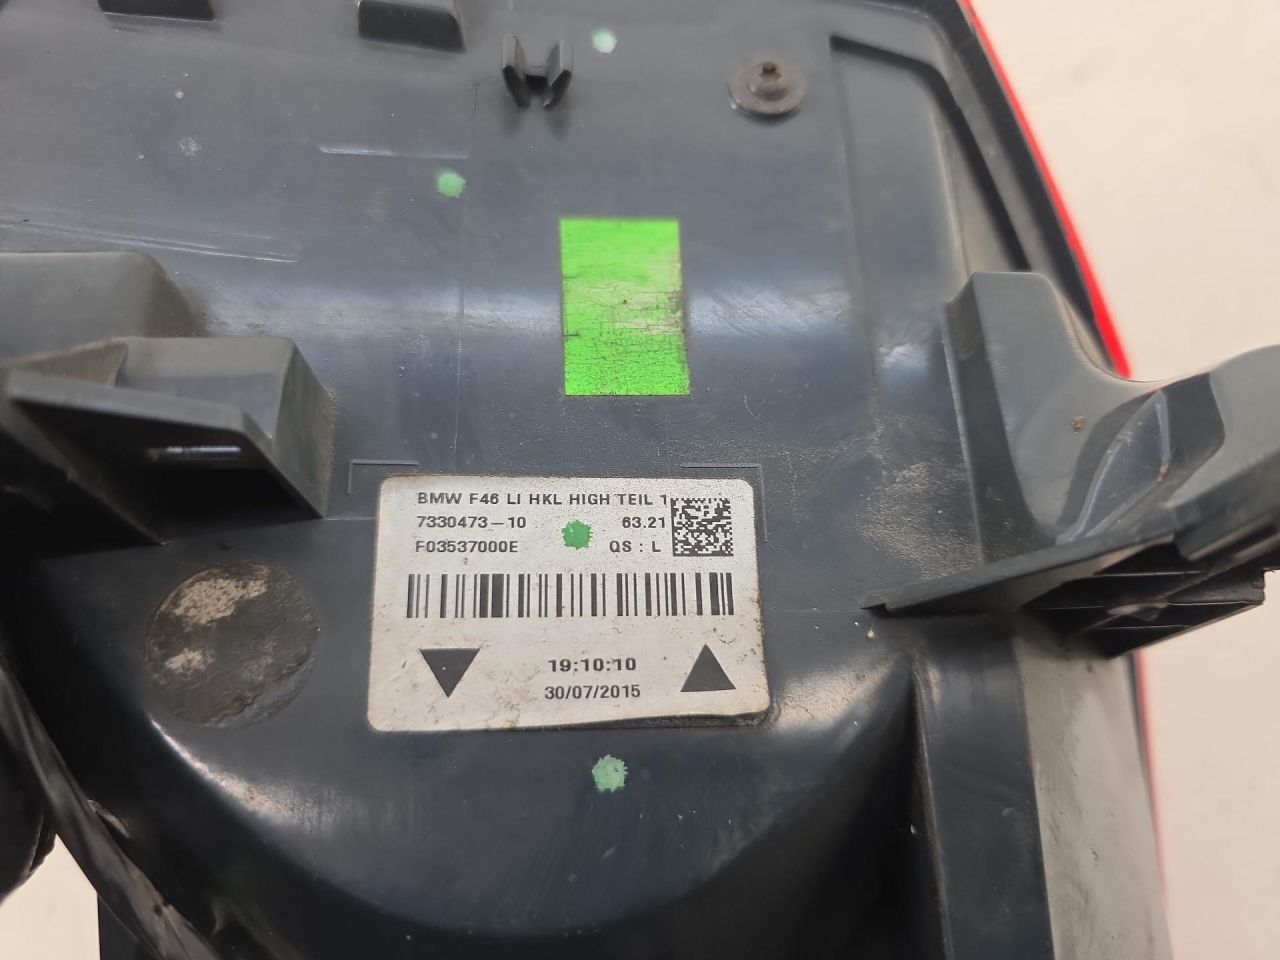 BMW F46 LI HKL HIGH TEIL 1
7330473-10 63.21
F03537000E QS : L
19:10:10
30/07/2015